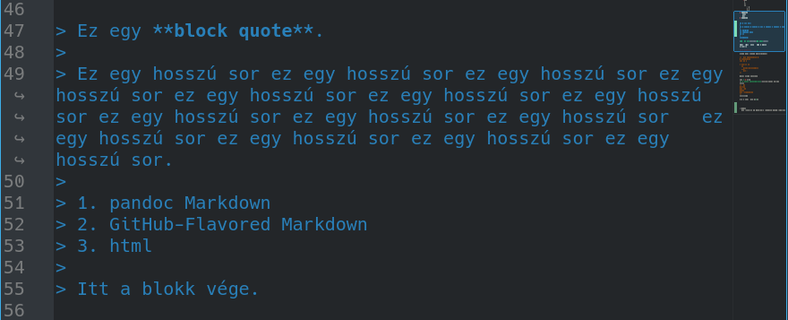 46
47 > Ez egy **block quote**.
48 >
49 > Ez egy hosszú sor ez egy hosszú sor ez egy hosszú sor ez egy
↪ hosszú sor ez egy hosszú sor ez egy hosszú sor ez egy hosszú
↪ sor ez egy hosszú sor ez egy hosszú sor ez egy hosszú sor   ez
↪ egy hosszú sor ez egy hosszú sor ez egy hosszú sor ez egy
↪ hosszú sor.
50 >
51 > 1. pandoc Markdown
52 > 2. GitHub-Flavored Markdown
53 > 3. html
54 >
55 > Itt a blokk vége.
56